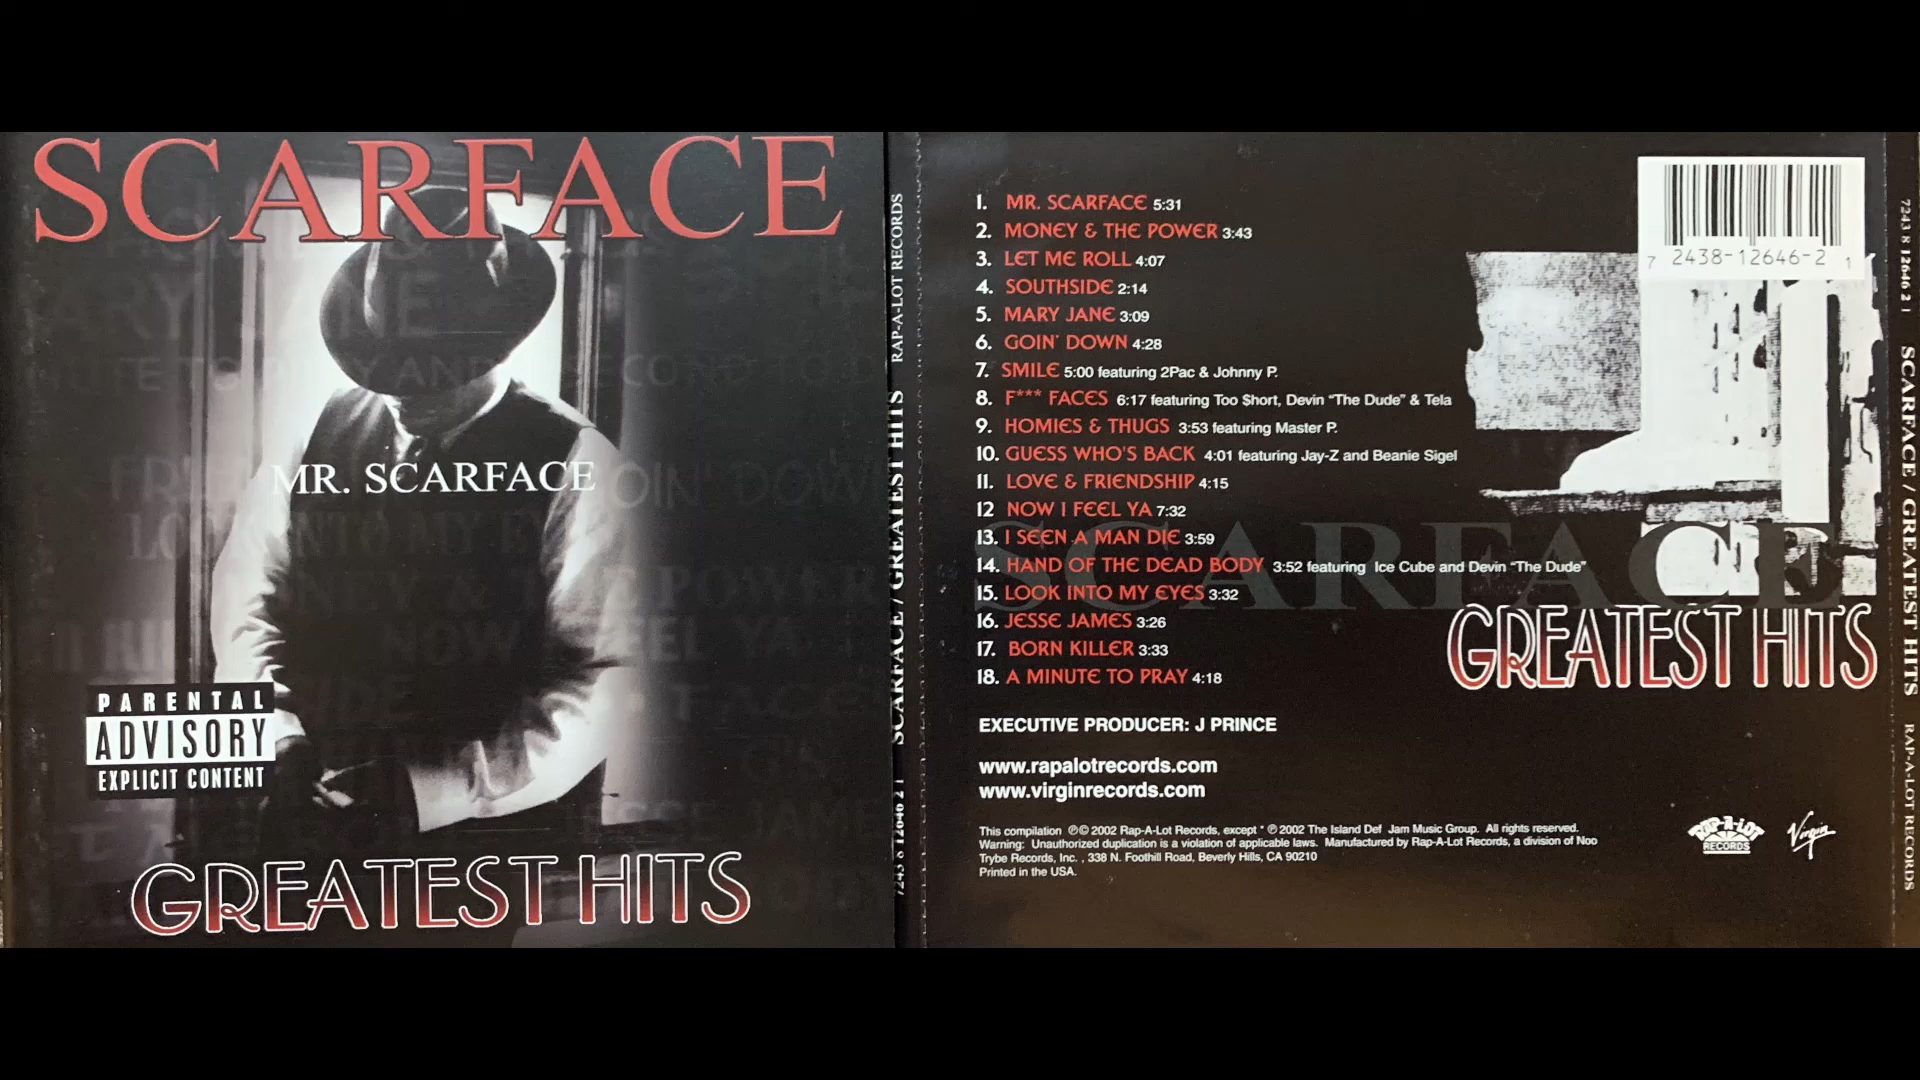 SCARFACE
MR. SCARFACE
PARENTAL
ADVISORY
EXPLICIT CONTENT
GREATEST HITS
7243 8 12646 2 1 SCARFACE / GREATEST HITS RAP-A-LOT RECORDS
1. MR. SCARFACE 5:31
2. MONEY & THE POWER 3:43
3. LET ME ROLL 4:07
4. SOUTHSIDE 2:14
5. MARY JANE 3:09
6. GOIN' DOWN 4:28
7. SMILE 5:00 featuring 2Pac & Johnny P.
8. F*** FACES 6:17 featuring Too $hort, Devin "The Dude" & Tela
9. HOMIES & THUGS 3:53 featuring Master P.
10. GUESS WHO'S BACK 4:01 featuring Jay-Z and Beanie Sigel
11. LOVE & FRIENDSHIP 4:15
12 NOW I FEEL YA 7:32
13. I SEEN A MAN DIE 3:59
14. HAND OF THE DEAD BODY 3:52 featuring Ice Cube and Devin "The Dude"
15. LOOK INTO MY EYES 3:32
16. JESSE JAMES 3:26
17. BORN KILLER 3:33
18. A MINUTE TO PRAY 4:18
7 2438-12646-2 1
SCARFACE
GREATEST HITS
EXECUTIVE PRODUCER: J PRINCE
www.rapalotrecords.com
www.virginrecords.com
This compilation ℗© 2002 Rap-A-Lot Records, except * ℗ 2002 The Island Def Jam Music Group. All rights reserved.
Warning: Unauthorized duplication is a violation of applicable laws. Manufactured by Rap-A-Lot Records, a division of Noo
Trybe Records, Inc. , 338 N. Foothill Road, Beverly Hills, CA 90210
Printed in the USA.
RAP-A-LOT
RECORDS
Virgin
7243 8 12646 2 1 SCARFACE / GREATEST HITS RAP-A-LOT RECORDS